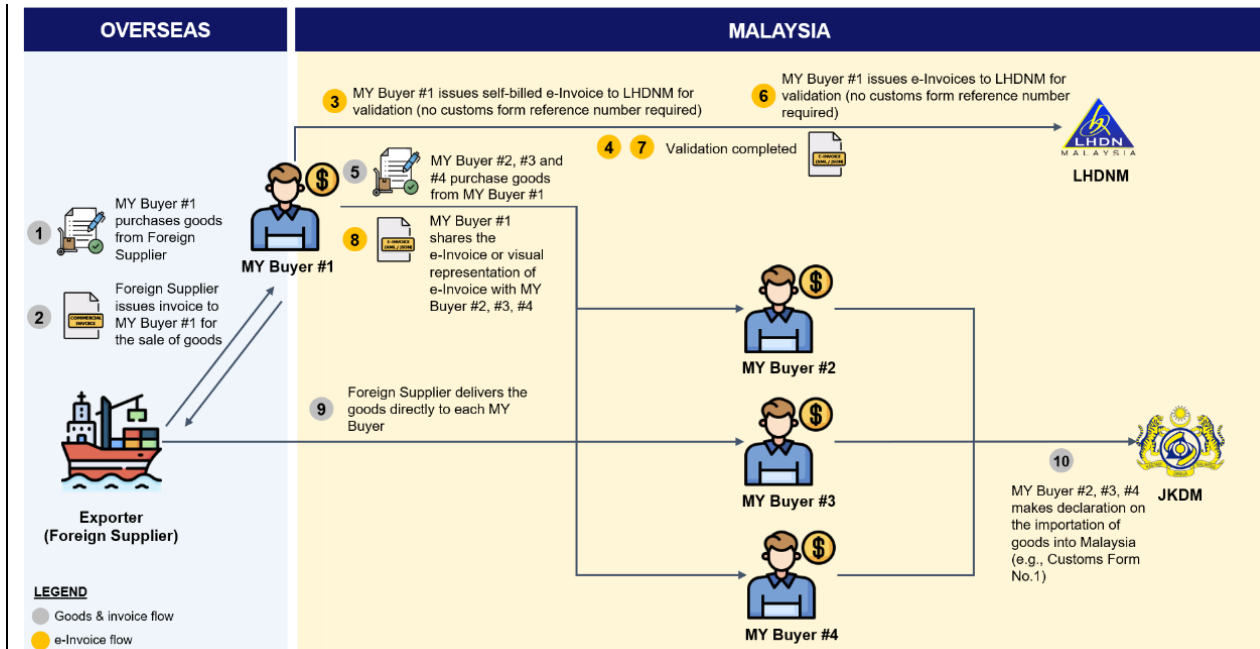 OVERSEAS
MALAYSIA
3
MY Buyer #1 issues self-billed e-Invoice to LHDNM for
validation (no customs form reference number required)
6
MY Buyer #1 issues e-Invoices to LHDNM for
validation (no customs form reference number
required)
4
7
Validation completed
E-INVOICE
(XML / JSON)
LHDN
MALAYSIA
LHDNM
1
MY Buyer #1
purchases goods
from Foreign
Supplier
$
MY Buyer #1
5
MY Buyer #2, #3 and
#4 purchase goods
from MY Buyer #1
8
E-INVOICE
(XML / JSON)
MY Buyer #1
shares the
e-Invoice or visual
representation of
e-Invoice with MY
Buyer #2, #3, #4
2
COMMERCIAL
INVOICE
Foreign Supplier
issues invoice to
MY Buyer #1 for
the sale of goods
$
MY Buyer #2
9
Foreign Supplier delivers the
goods directly to each MY
Buyer
$
MY Buyer #3
Exporter
(Foreign Supplier)
10
MY Buyer #2, #3, #4
makes declaration on
the importation of
goods into Malaysia
(e.g., Customs Form
No.1)
JKDM
$
MY Buyer #4
LEGEND
Goods & invoice flow
e-Invoice flow